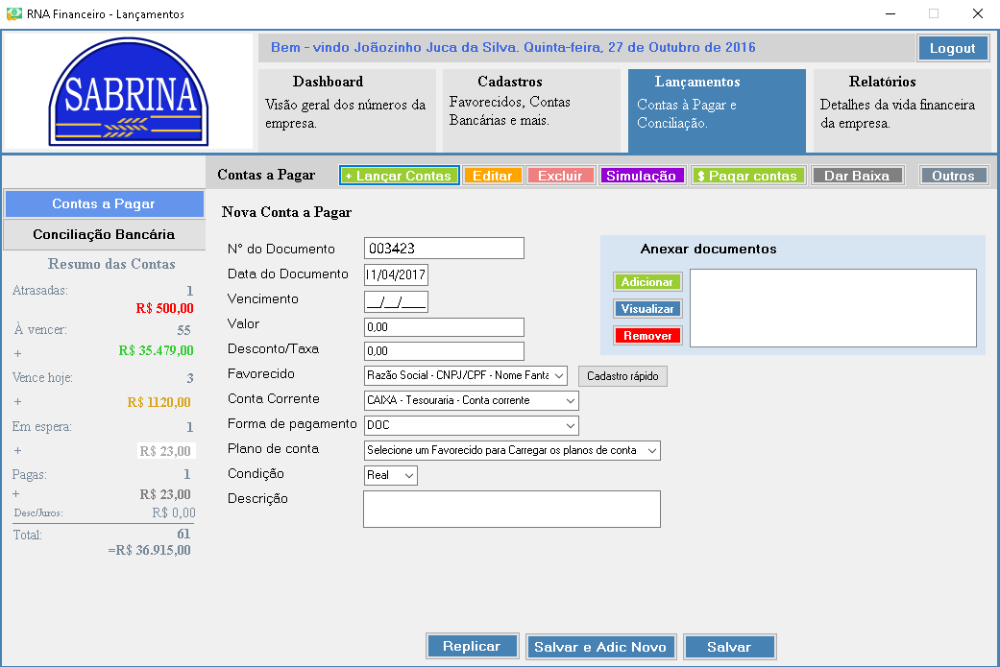 RNA Financeiro - Lançamentos
SABRINA
Bem - vindo Joãozinho Juca da Silva. Quinta-feira, 27 de Outubro de 2016
Logout
Dashboard
Visão geral dos números da
empresa.
Cadastros
Favorecidos, Contas
Bancárias e mais.
Lançamentos
Contas à Pagar e
Conciliação.
Relatórios
Detalhes da vida financeira
da empresa.
Contas a Pagar
+ Lançar Contas
Editar
Excluir
Simulação
$ Pagar contas
Dar Baixa
Outros
Contas a Pagar
Conciliação Bancária
Resumo das Contas
Atrasadas: 1
R$ 500,00
À vencer: 55
+ R$ 35.479,00
Vence hoje: 3
+ R$ 1120,00
Em espera: 1
+ R$ 23,00
Pagas: 1
+ R$ 23,00
Desc/Juros: R$ 0,00
Total: 61
=R$ 36.915,00
Nova Conta a Pagar
N° do Documento 003423
Data do Documento 11/04/2017
Vencimento __/__/____
Valor 0,00
Desconto/Taxa 0,00
Favorecido Razão Social - CNPJ/CPF - Nome Fanta Cadastro rápido
Conta Corrente CAIXA - Tesouraria - Conta corrente
Forma de pagamento DOC
Plano de conta Selecione um Favorecido para Carregar os planos de conta
Condição Real
Descrição
Anexar documentos
Adicionar
Visualizar
Remover
Replicar
Salvar e Adic Novo
Salvar